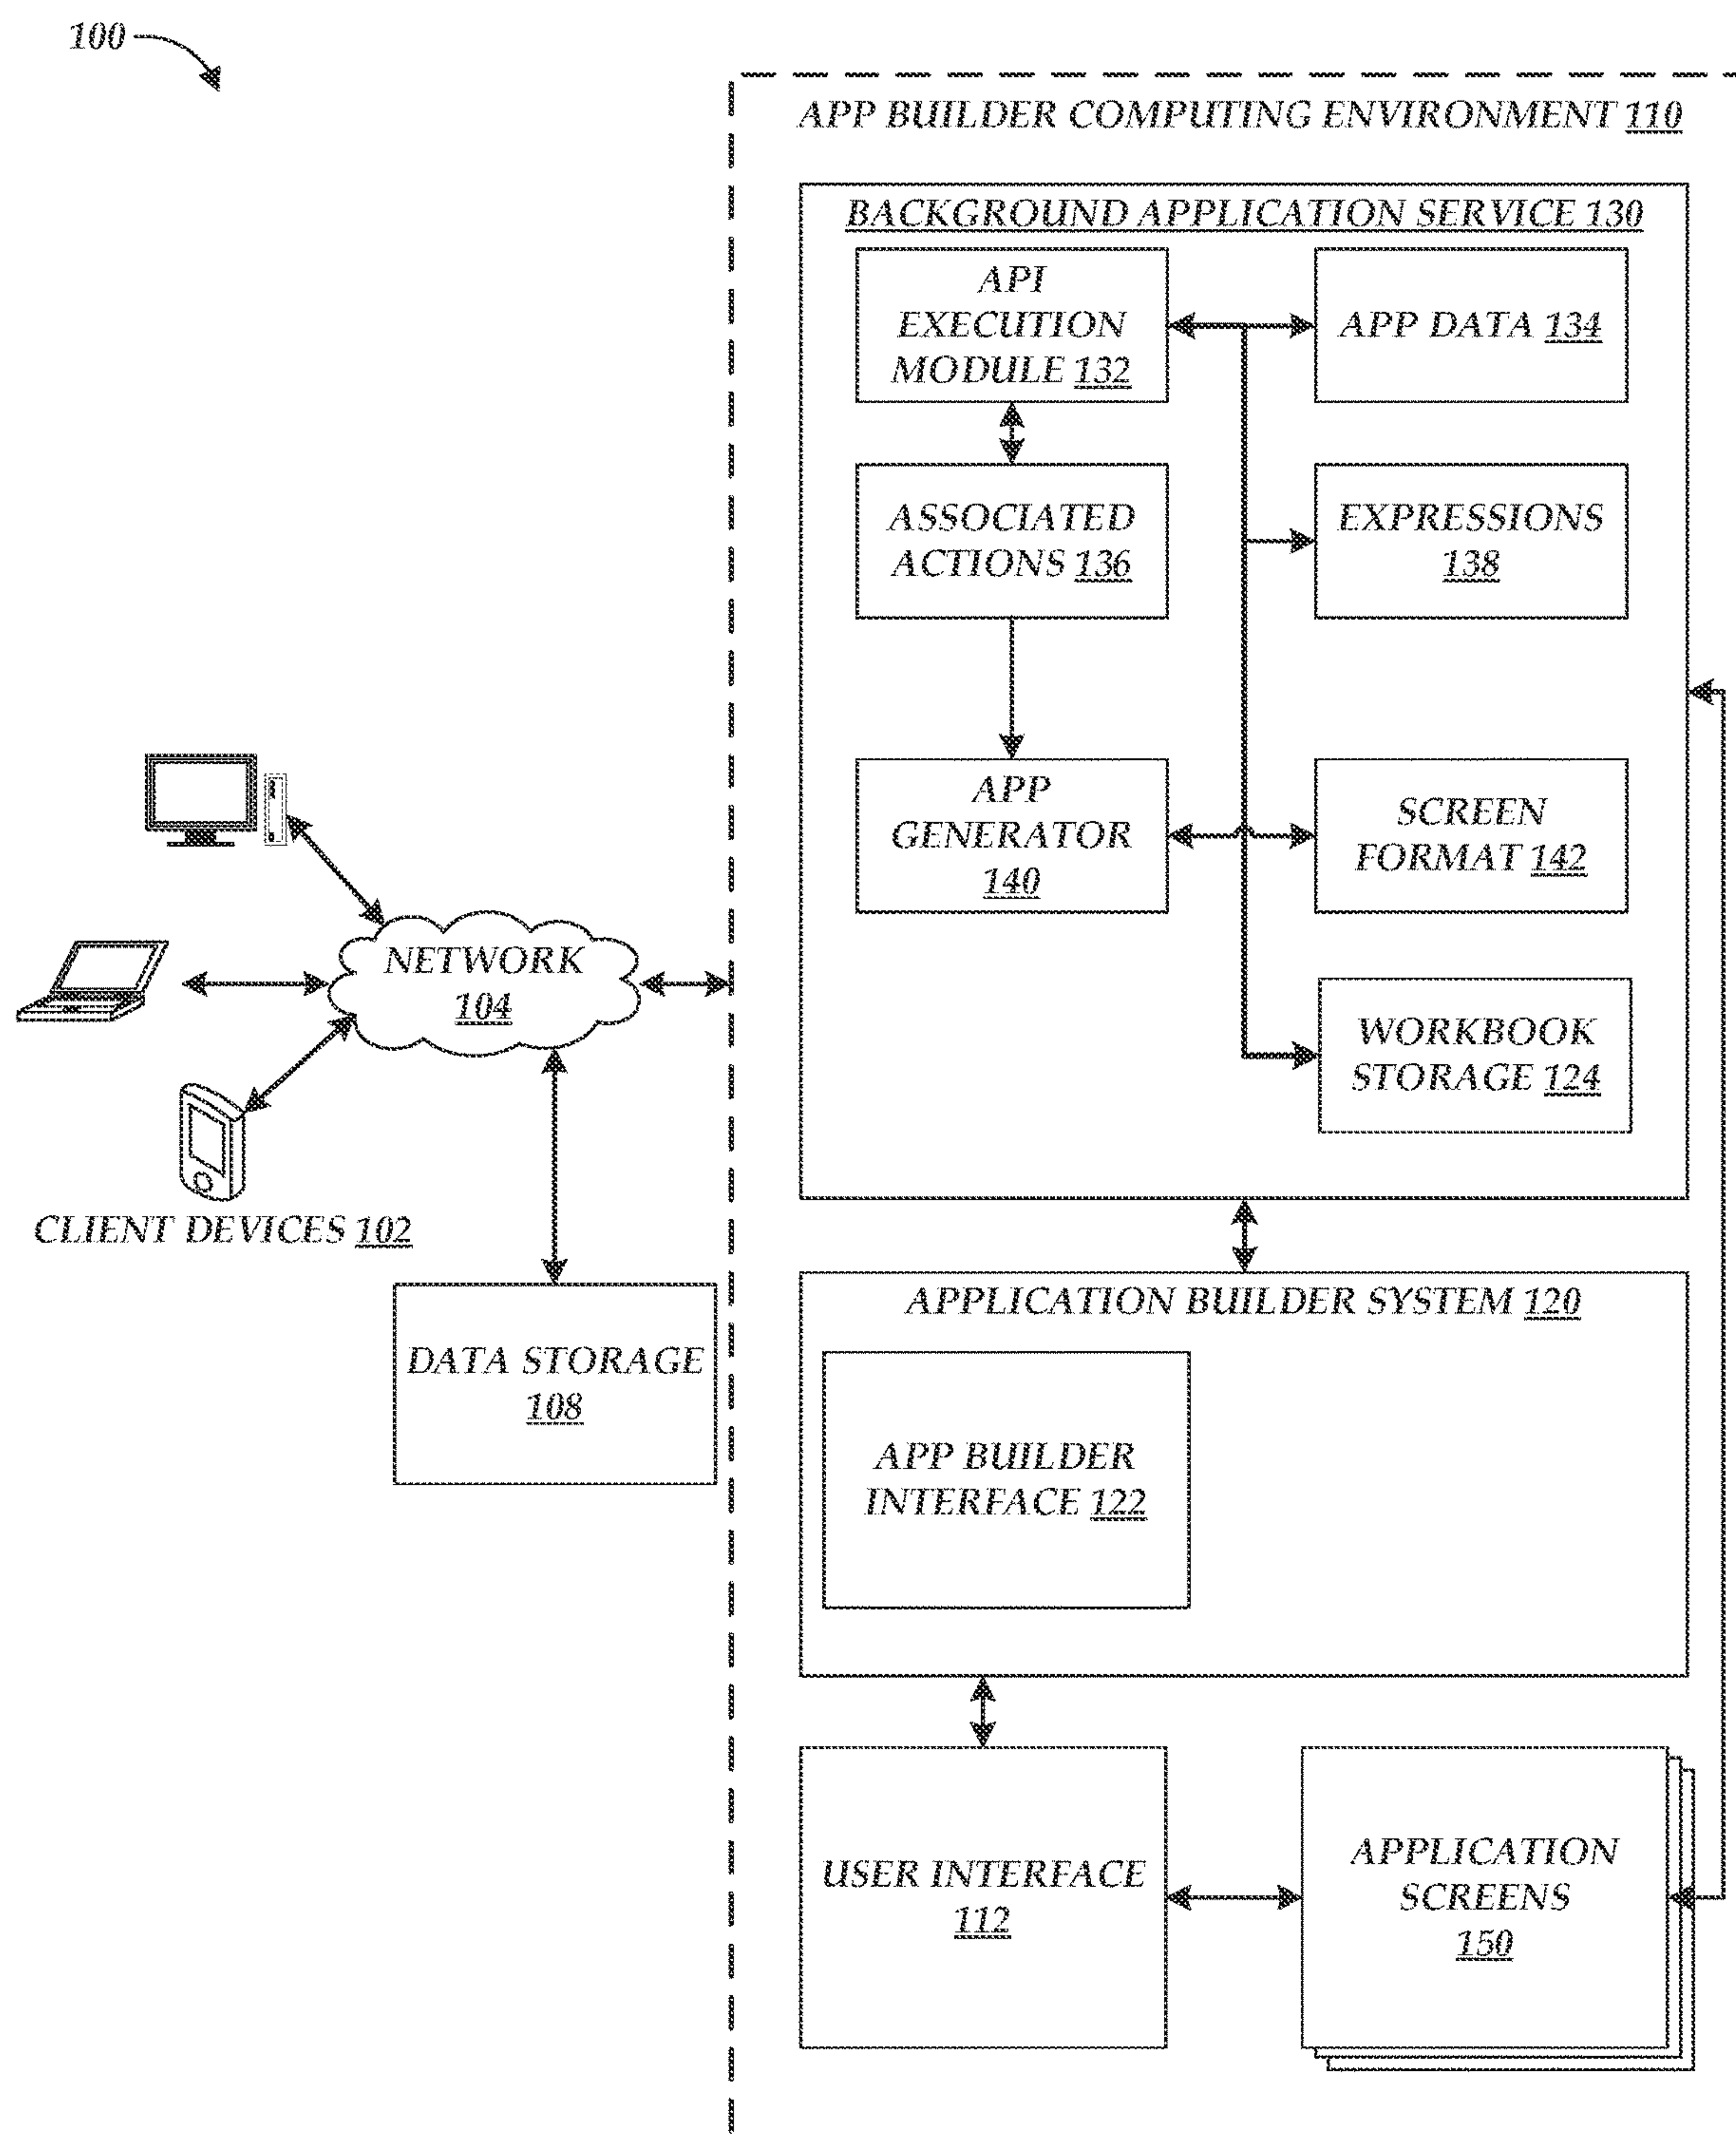 100
APP BUILDER COMPUTING ENVIRONMENT 110
BACKGROUND APPLICATION SERVICE 130
API
EXECUTION
MODULE 132
APP DATA 134
ASSOCIATED
ACTIONS 136
EXPRESSIONS
138
APP
GENERATOR
140
SCREEN
FORMAT 142
WORKBOOK
STORAGE 124
NETWORK
104
CLIENT DEVICES 102
DATA STORAGE
108
APPLICATION BUILDER SYSTEM 120
APP BUILDER
INTERFACE 122
USER INTERFACE
112
APPLICATION
SCREENS
150